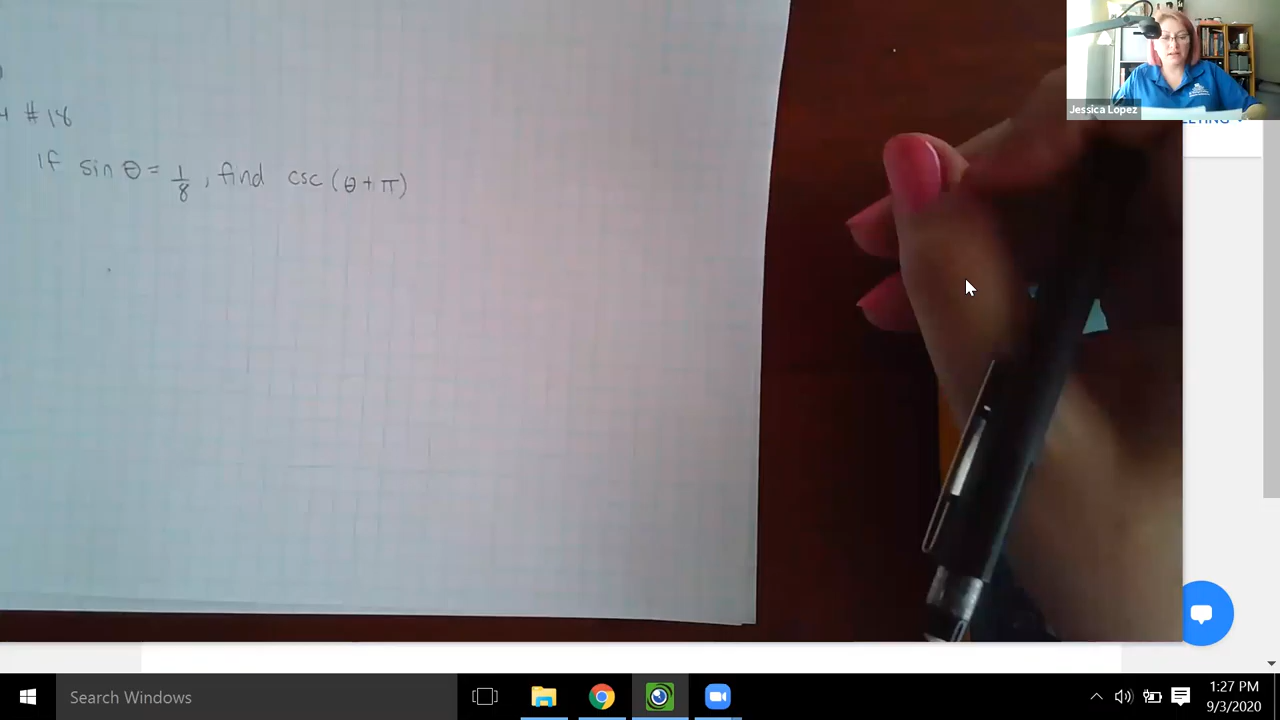 # 18
If sin θ = 1/8, find csc (θ + π)
Jessica Lopez
Search Windows
1:27 PM
9/3/2020